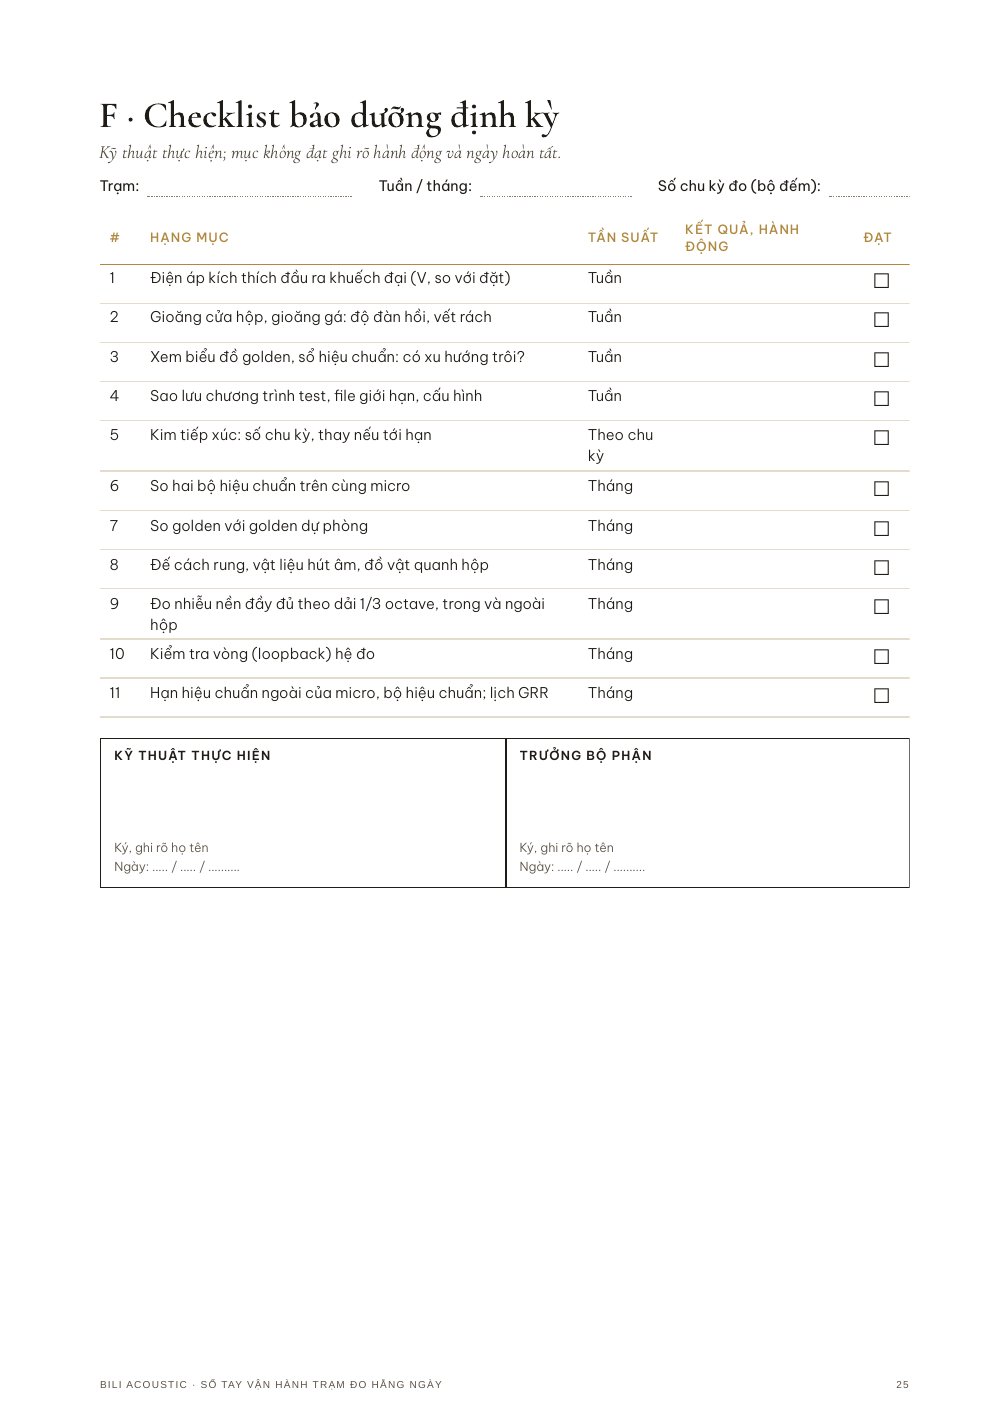 F · Checklist bảo dưỡng định kỳ
Kỹ thuật thực hiện; mục không đạt ghi rõ hành động và ngày hoàn tất.
Trạm: Tuần / tháng: Số chu kỳ đo (bộ đếm):
# HẠNG MỤC TẦN SUẤT KẾT QUẢ, HÀNH ĐỘNG ĐẠT
1 Điện áp kích thích đầu ra khuếch đại (V, so với đặt) Tuần ☐
2 Gioăng cửa hộp, gioăng gá: độ đàn hồi, vết rách Tuần ☐
3 Xem biểu đồ golden, sổ hiệu chuẩn: có xu hướng trôi? Tuần ☐
4 Sao lưu chương trình test, file giới hạn, cấu hình Tuần ☐
5 Kim tiếp xúc: số chu kỳ, thay nếu tới hạn Theo chu kỳ ☐
6 So hai bộ hiệu chuẩn trên cùng micro Tháng ☐
7 So golden với golden dự phòng Tháng ☐
8 Đế cách rung, vật liệu hút âm, đồ vật quanh hộp Tháng ☐
9 Đo nhiễu nền đầy đủ theo dải 1/3 octave, trong và ngoài hộp Tháng ☐
10 Kiểm tra vòng (loopback) hệ đo Tháng ☐
11 Hạn hiệu chuẩn ngoài của micro, bộ hiệu chuẩn; lịch GRR Tháng ☐
KỸ THUẬT THỰC HIỆN
Ký, ghi rõ họ tên
Ngày: ..... / ..... / ..........
TRƯỞNG BỘ PHẬN
Ký, ghi rõ họ tên
Ngày: ..... / ..... / ..........
BILI ACOUSTIC · SỔ TAY VẬN HÀNH TRẠM ĐO HẰNG NGÀY 25